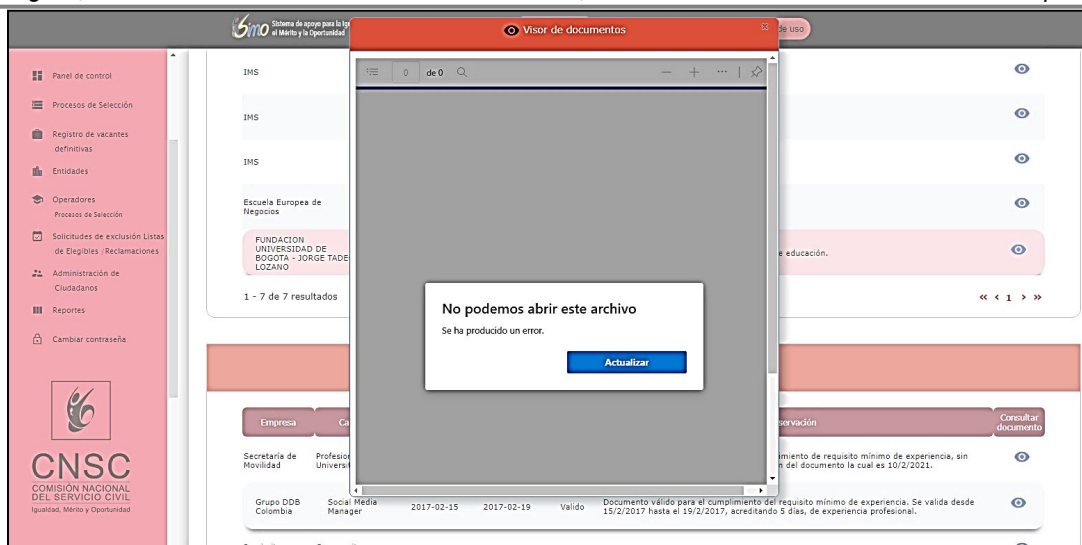 Simo Sistema de apoyo para la Igu
el Mérito y la Oportunidad
Visor de documentos
x
de uso
Panel de control
Procesos de Selección
Registro de vacantes
definitivas
Entidades
Operadores
Procesos de Selección
Solicitudes de exclusión Listas
de Elegibles /Reclamaciones
Administración de
Ciudadanos
Reportes
Cambiar contraseña
CNSC
COMISIÓN NACIONAL
DEL SERVICIO CIVIL
Igualdad, Mérito y Oportunidad
IMS
IMS
IMS
Escuela Europea de
Negocios
FUNDACION
UNIVERSIDAD DE
BOGOTA - JORGE TADE
LOZANO
e educación.
1 - 7 de 7 resultados
« ‹ 1 › »
0 de 0
No podemos abrir este archivo
Se ha producido un error.
Actualizar
Empresa
Ca
servación
Consultar
documento
Secretaría de
Movilidad
Profesion
Universit
imiento de requisito mínimo de experiencia, sin
n del documento la cual es 10/2/2021.
Grupo DDB
Colombia
Social Media
Manager
2017-02-15
2017-02-19
Valido
Documento válido para el cumplimiento del requisito mínimo de experiencia. Se valida desde
15/2/2017 hasta el 19/2/2017, acreditando 5 días, de experiencia profesional.